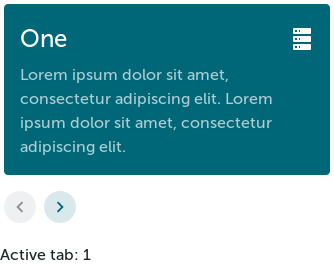 One
Lorem ipsum dolor sit amet,
consectetur adipiscing elit. Lorem
ipsum dolor sit amet, consectetur
adipiscing elit.
Active tab: 1